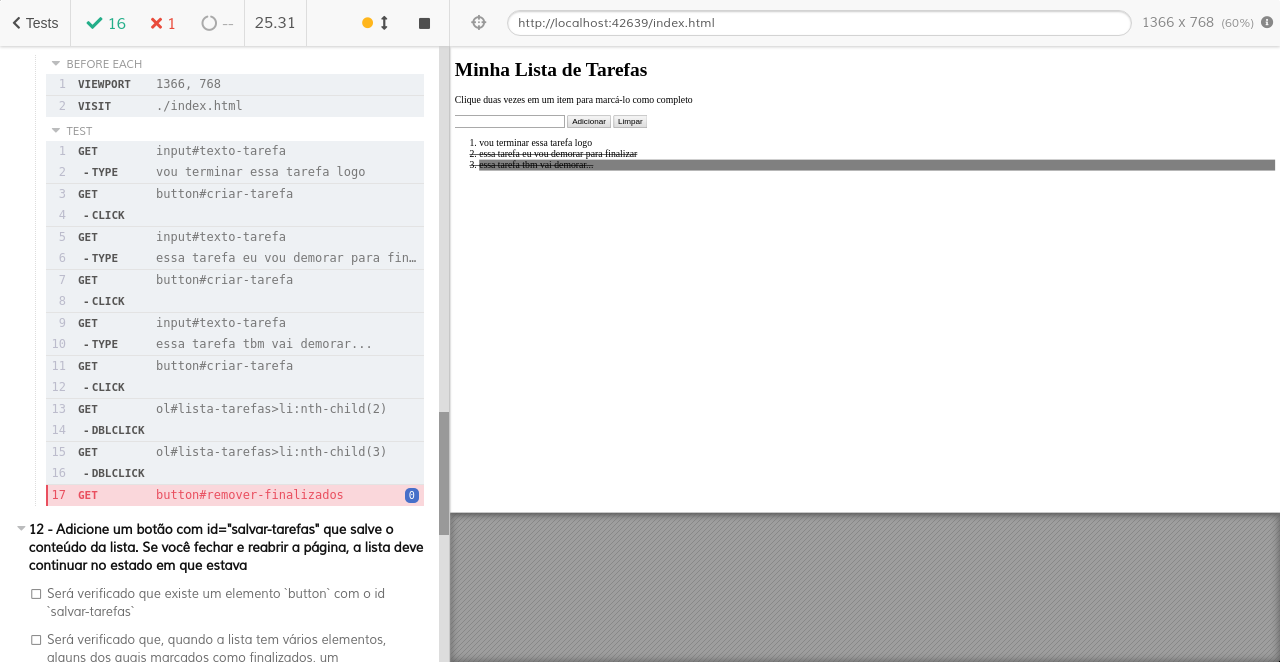 Tests 16 1 -- 25.31
http://localhost:42639/index.html 1366 x 768 (60%)
BEFORE EACH
1 VIEWPORT 1366, 768
2 VISIT ./index.html
TEST
1 GET input#texto-tarefa
2 -TYPE vou terminar essa tarefa logo
3 GET button#criar-tarefa
4 -CLICK
5 GET input#texto-tarefa
6 -TYPE essa tarefa eu vou demorar para fin…
7 GET button#criar-tarefa
8 -CLICK
9 GET input#texto-tarefa
10 -TYPE essa tarefa tbm vai demorar...
11 GET button#criar-tarefa
12 -CLICK
13 GET ol#lista-tarefas>li:nth-child(2)
14 -DBLCLICK
15 GET ol#lista-tarefas>li:nth-child(3)
16 -DBLCLICK
17 GET button#remover-finalizados 0
12 - Adicione um botão com id="salvar-tarefas" que salve o
conteúdo da lista. Se você fechar e reabrir a página, a lista deve
continuar no estado em que estava
Será verificado que existe um elemento `button` com o id
`salvar-tarefas`
Será verificado que, quando a lista tem vários elementos,
alguns dos quais marcados como finalizados, um
Minha Lista de Tarefas
Clique duas vezes em um item para marcá-lo como completo
Adicionar Limpar
1. vou terminar essa tarefa logo
2. essa tarefa eu vou demorar para finalizar
3. essa tarefa tbm vai demorar...